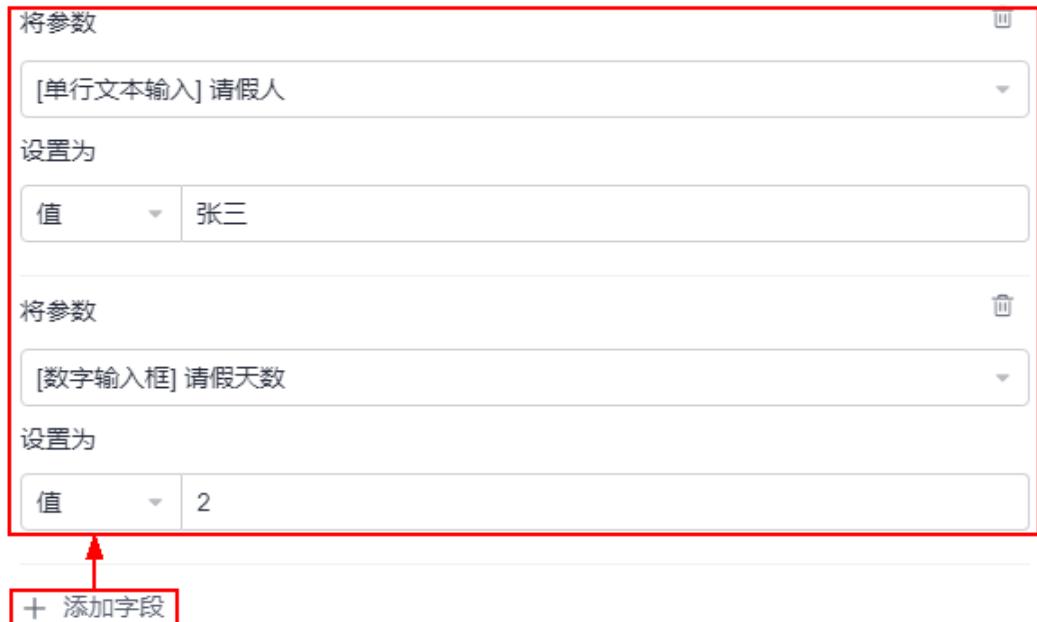 将参数
[单行文本输入] 请假人
设置为
值 张三
将参数
[数字输入框] 请假天数
设置为
值 2
+ 添加字段